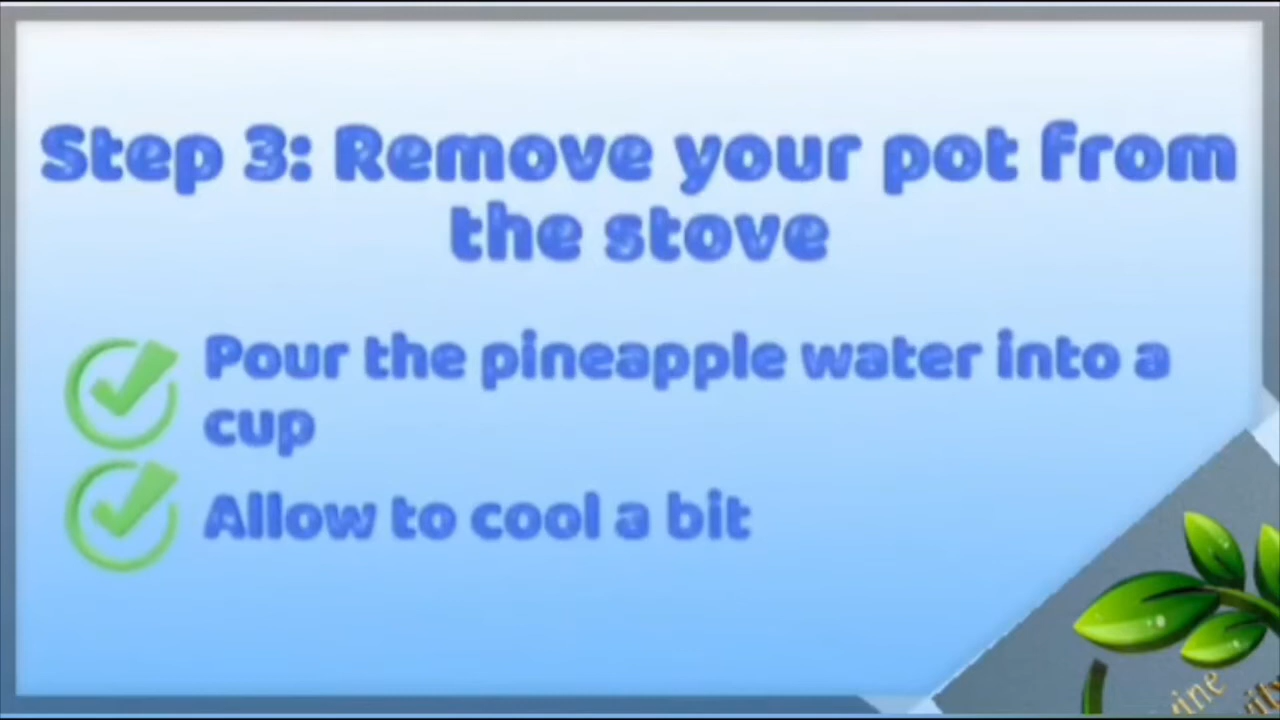 Step 3: Remove your pot from
the stove
Pour the pineapple water into a
cup
Allow to cool a bit